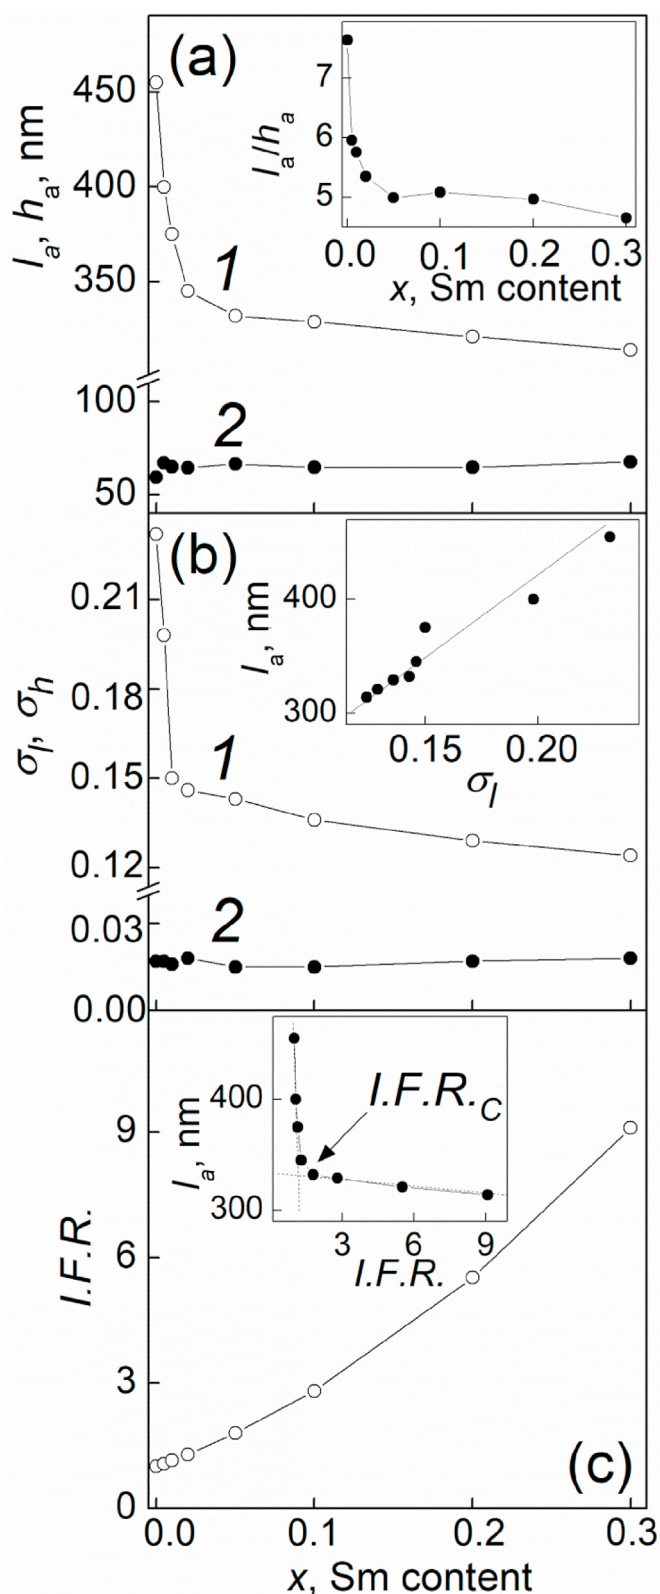 (a)
l_a, h_a, nm
450
400
350
100
50
1
2
l_a/h_a
7
6
5
0.0 0.1 0.2 0.3
x, Sm content
(b)
σ_l, σ_h
0.21
0.18
0.15
0.12
0.03
0.00
1
2
l_a, nm
400
300
0.15 0.20
σ_l
(c)
I.F.R.
9
6
3
0
l_a, nm
400
300
I.F.R._C
3 6 9
I.F.R.
0.0 0.1 0.2 0.3
x, Sm content